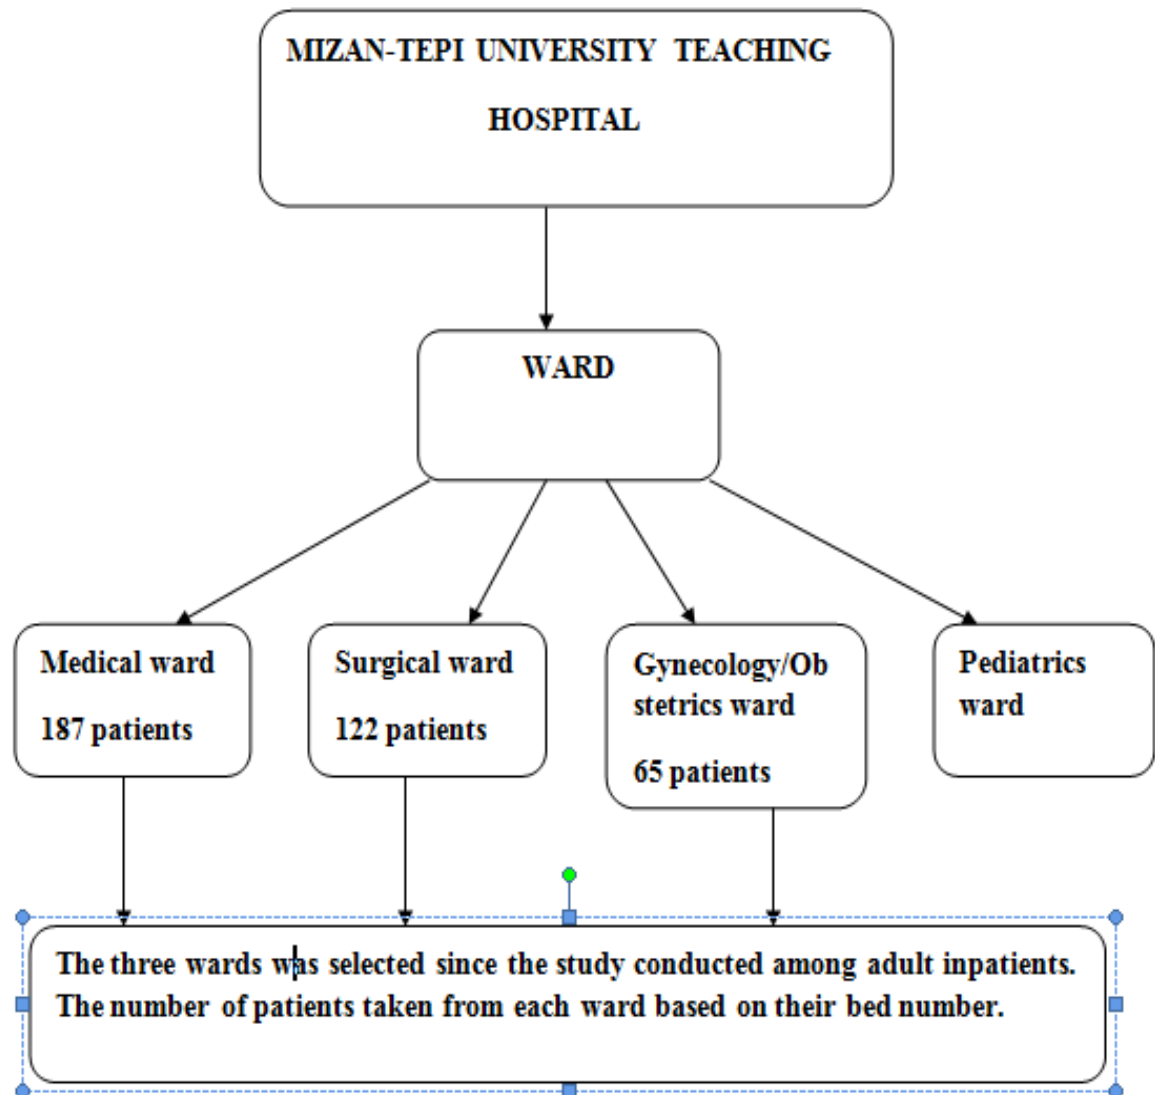 MIZAN-TEPI UNIVERSITY TEACHING
HOSPITAL
WARD
Medical ward
187 patients
Surgical ward
122 patients
Gynecology/Ob
stetrics ward
65 patients
Pediatrics
ward
The three wards was selected since the study conducted among adult inpatients.
The number of patients taken from each ward based on their bed number.